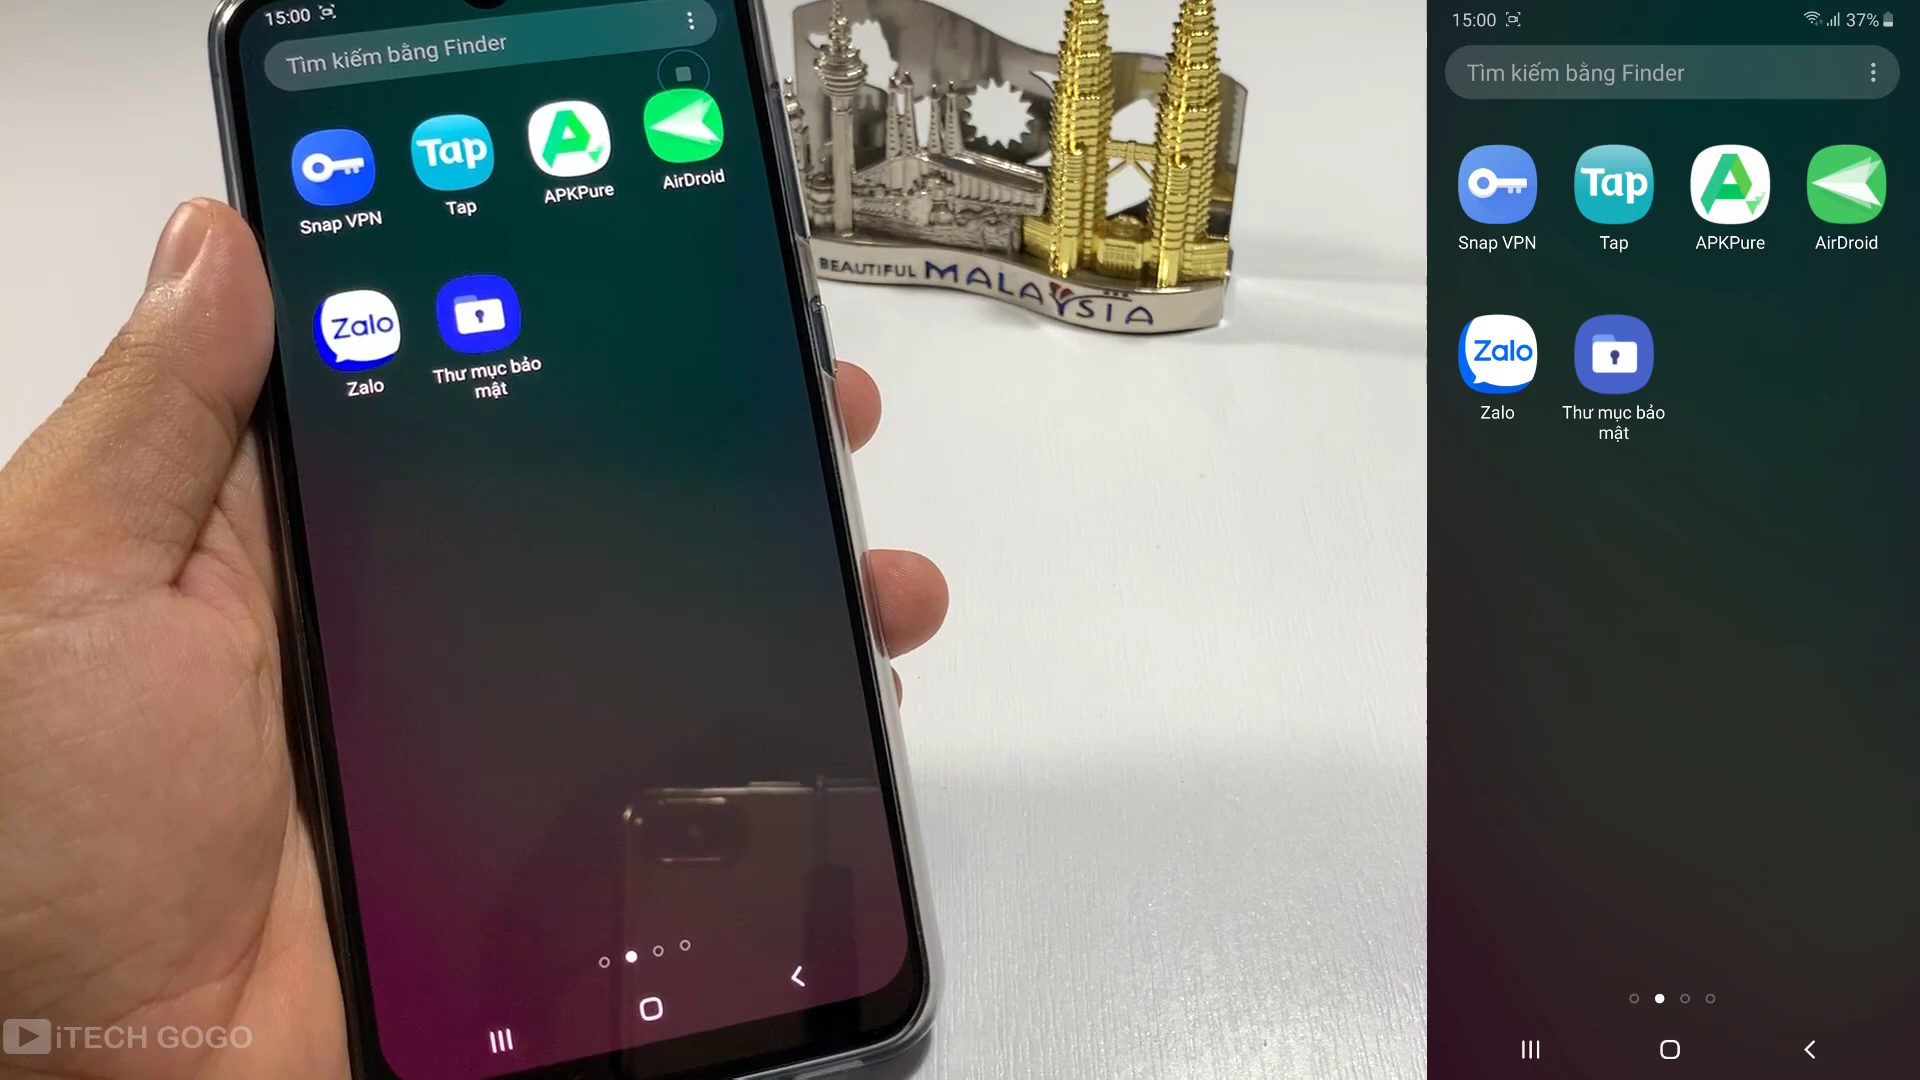 15:00
Tìm kiếm bằng Finder
Snap VPN
Tap
Tap
APKPure
AirDroid
Zalo
Zalo
Thư mục bảo
mật
BEAUTIFUL MALAYSIA
iTECH GOGO
15:00
37%
Tìm kiếm bằng Finder
Tap
Snap VPN
Tap
APKPure
AirDroid
Zalo
Zalo
Thư mục bảo
mật